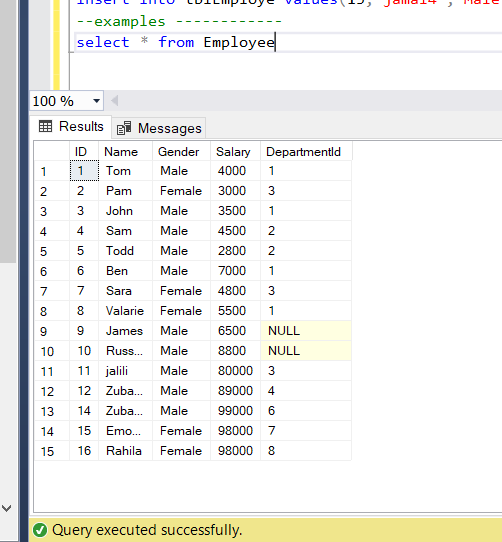 insert into tblEmploye values(15, 'jamal4', 'Male
--examples ------------
select * from Employee
100 %
Results Messages
ID Name Gender Salary DepartmentId
1 1 Tom Male 4000 1
2 2 Pam Female 3000 3
3 3 John Male 3500 1
4 4 Sam Male 4500 2
5 5 Todd Male 2800 2
6 6 Ben Male 7000 1
7 7 Sara Female 4800 3
8 8 Valarie Female 5500 1
9 9 James Male 6500 NULL
10 10 Russ... Male 8800 NULL
11 11 jalili Male 80000 3
12 12 Zuba... Male 89000 4
13 14 Zuba... Male 99000 6
14 15 Emo... Female 98000 7
15 16 Rahila Female 98000 8
Query executed successfully.